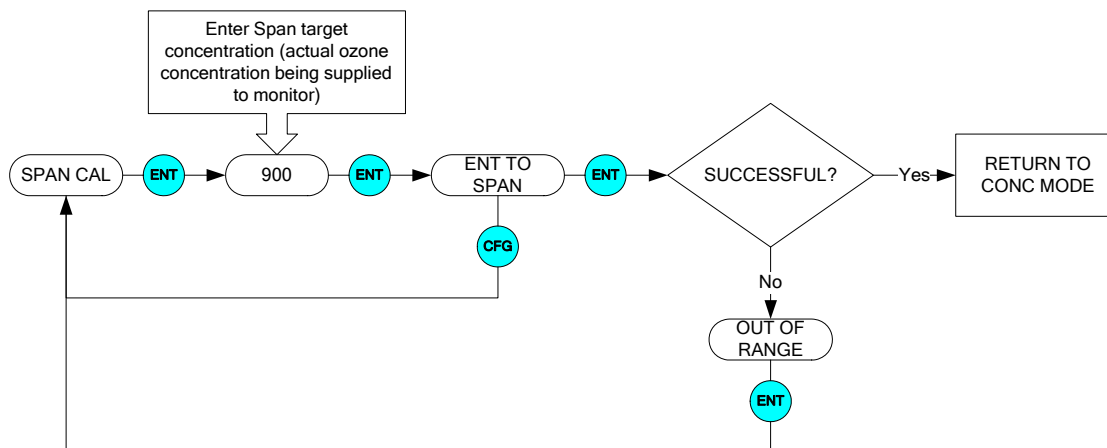 Enter Span target
concentration (actual ozone
concentration being supplied
to monitor)
SPAN CAL
ENT
900
ENT
ENT TO
SPAN
ENT
SUCCESSFUL?
Yes
RETURN TO
CONC MODE
CFG
No
OUT OF
RANGE
ENT